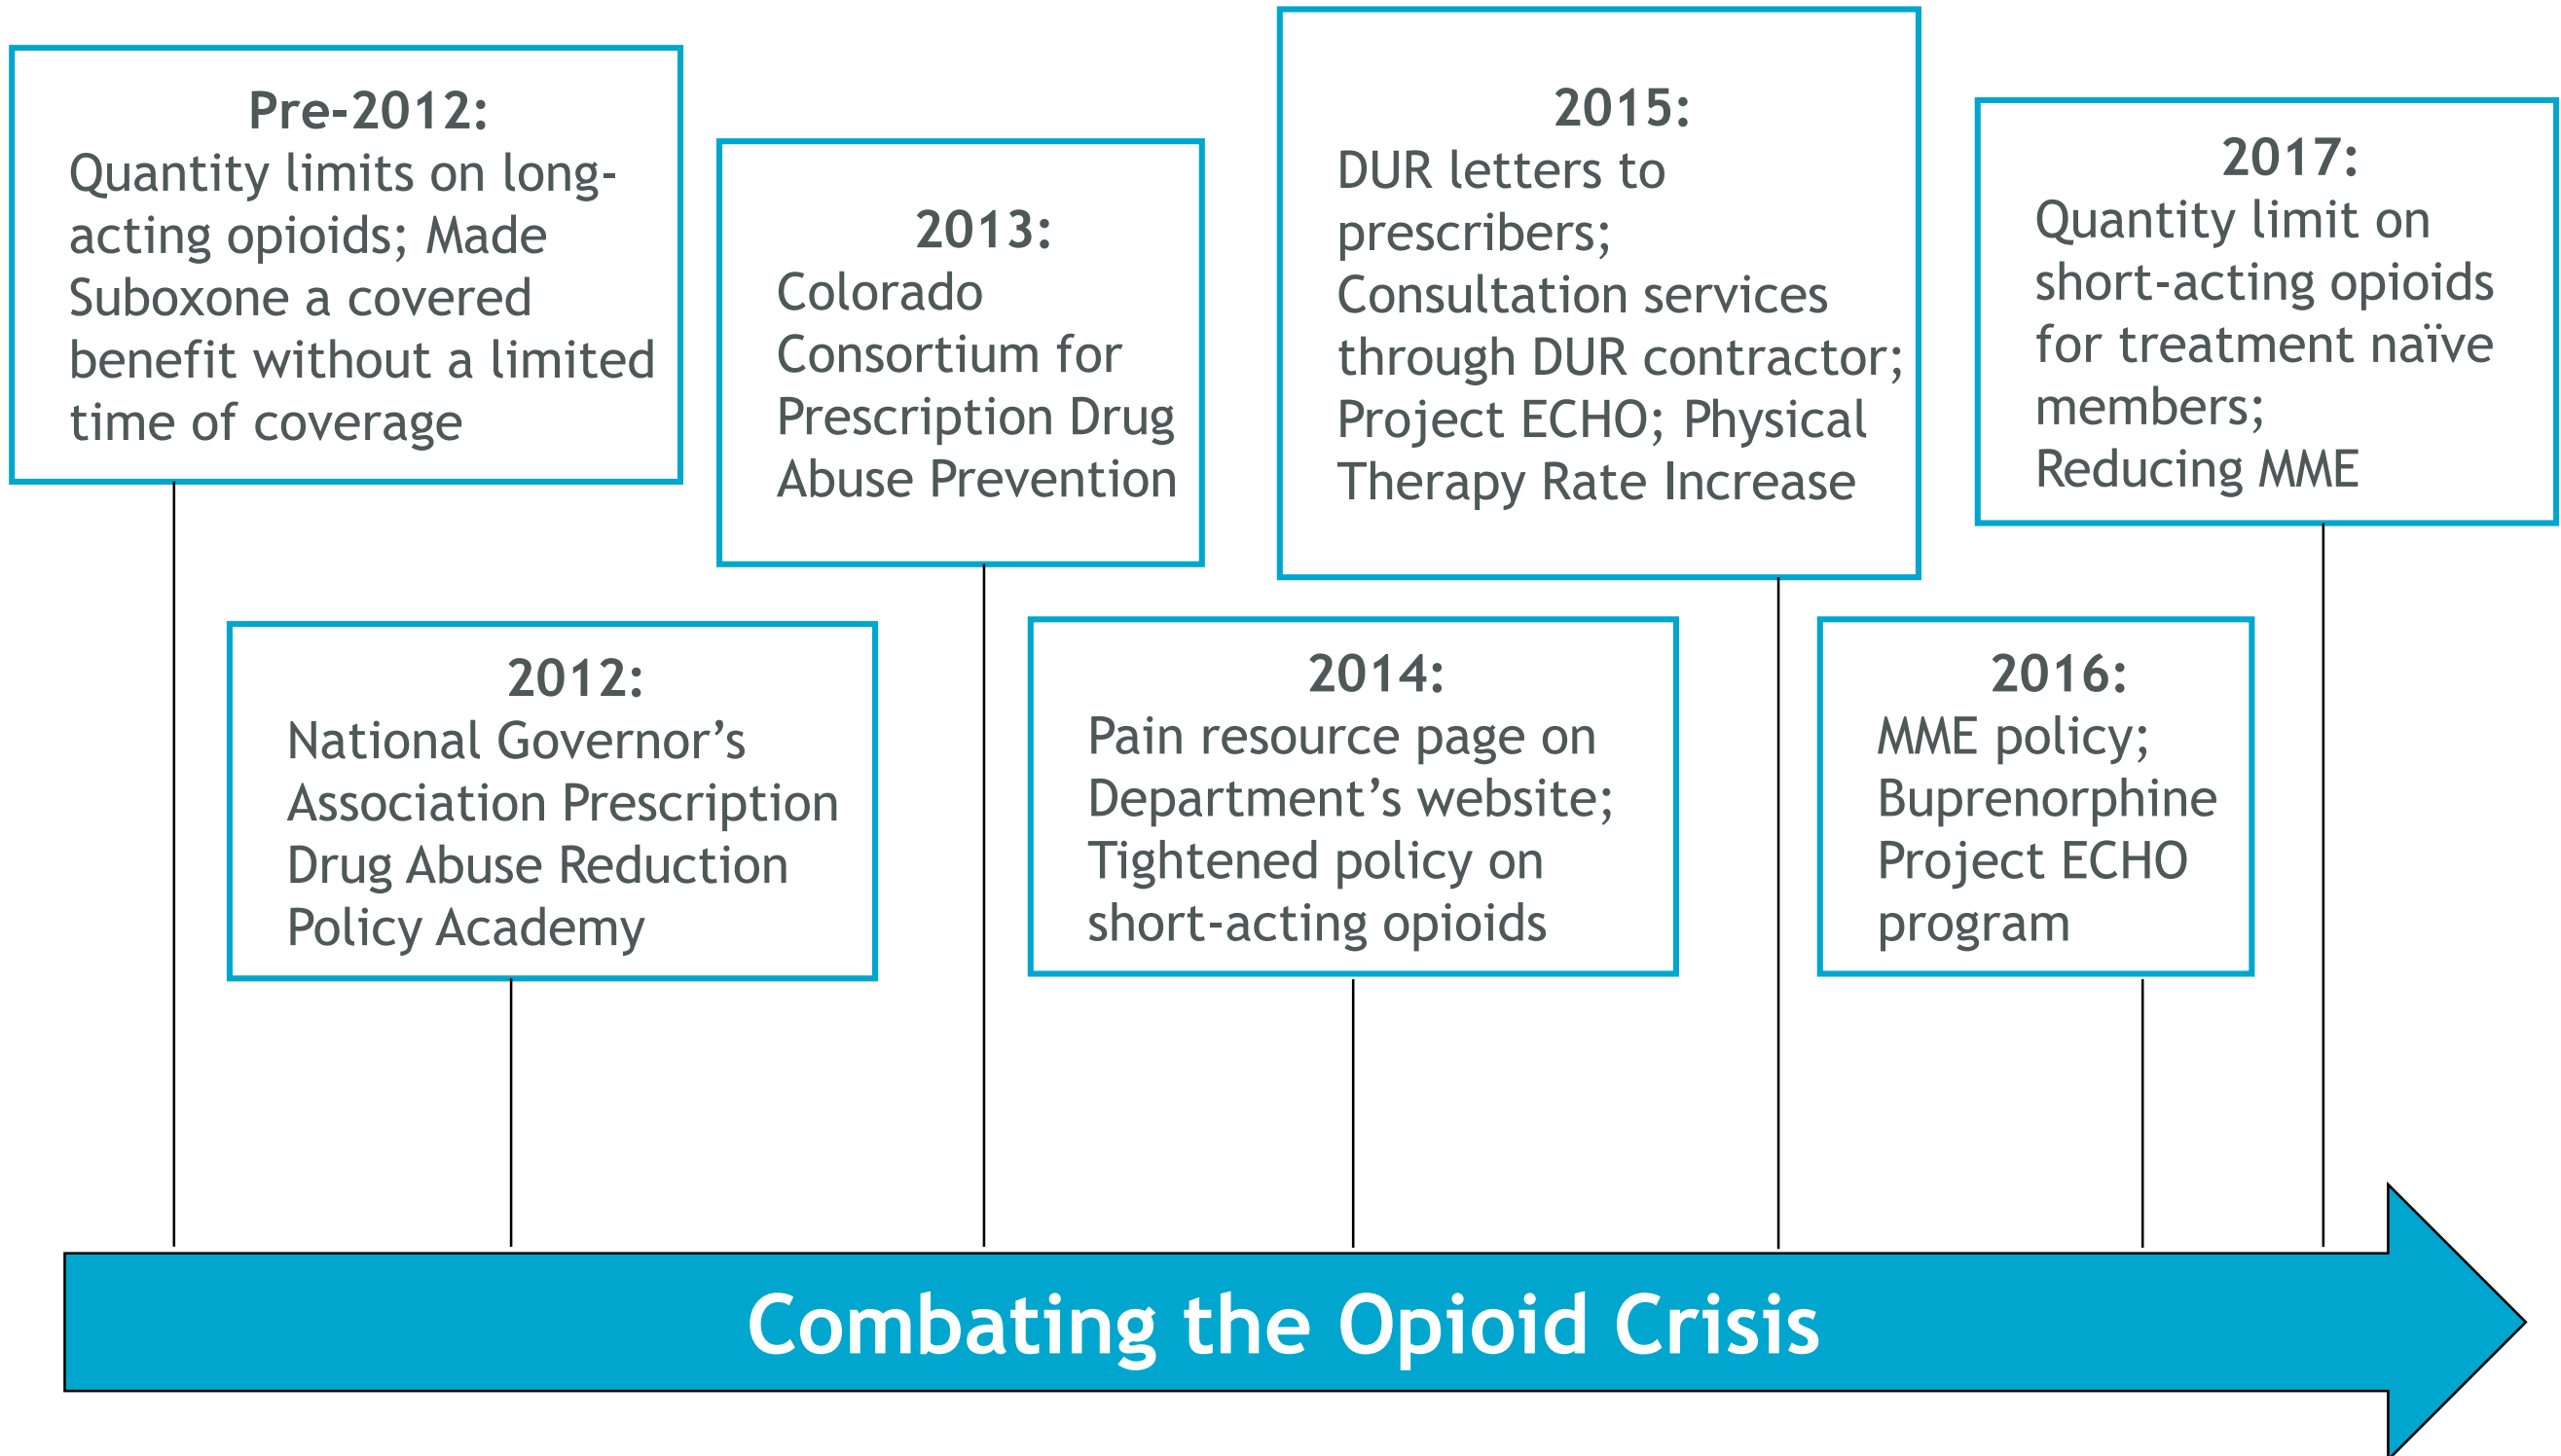 Pre-2012:
Quantity limits on long-
acting opioids; Made
Suboxone a covered
benefit without a limited
time of coverage
2012:
National Governor’s
Association Prescription
Drug Abuse Reduction
Policy Academy
2013:
Colorado
Consortium for
Prescription Drug
Abuse Prevention
2014:
Pain resource page on
Department’s website;
Tightened policy on
short-acting opioids
2015:
DUR letters to
prescribers;
Consultation services
through DUR contractor;
Project ECHO; Physical
Therapy Rate Increase
2016:
MME policy;
Buprenorphine
Project ECHO
program
2017:
Quantity limit on
short-acting opioids
for treatment naïve
members;
Reducing MME
Combating the Opioid Crisis